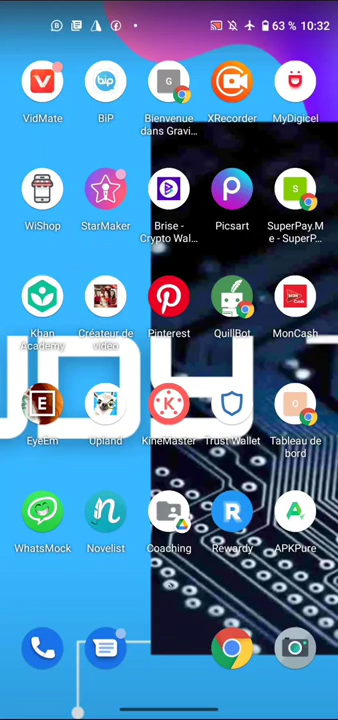 63 % 10:32
VidMate
BiP
Bienvenue
dans Gravi...
XRecorder
MyDigicel
WiShop
StarMaker
Brise -
Crypto Wal...
Picsart
SuperPay.M
e - SuperP...
Khan
Academy
Créateur de
vidéo
Pinterest
QuillBot
MonCash
EyeEm
Upland
KineMaster
Trust Wallet
Tableau de
bord
WhatsMock
Novelist
Coaching
Rewardy
APKPure